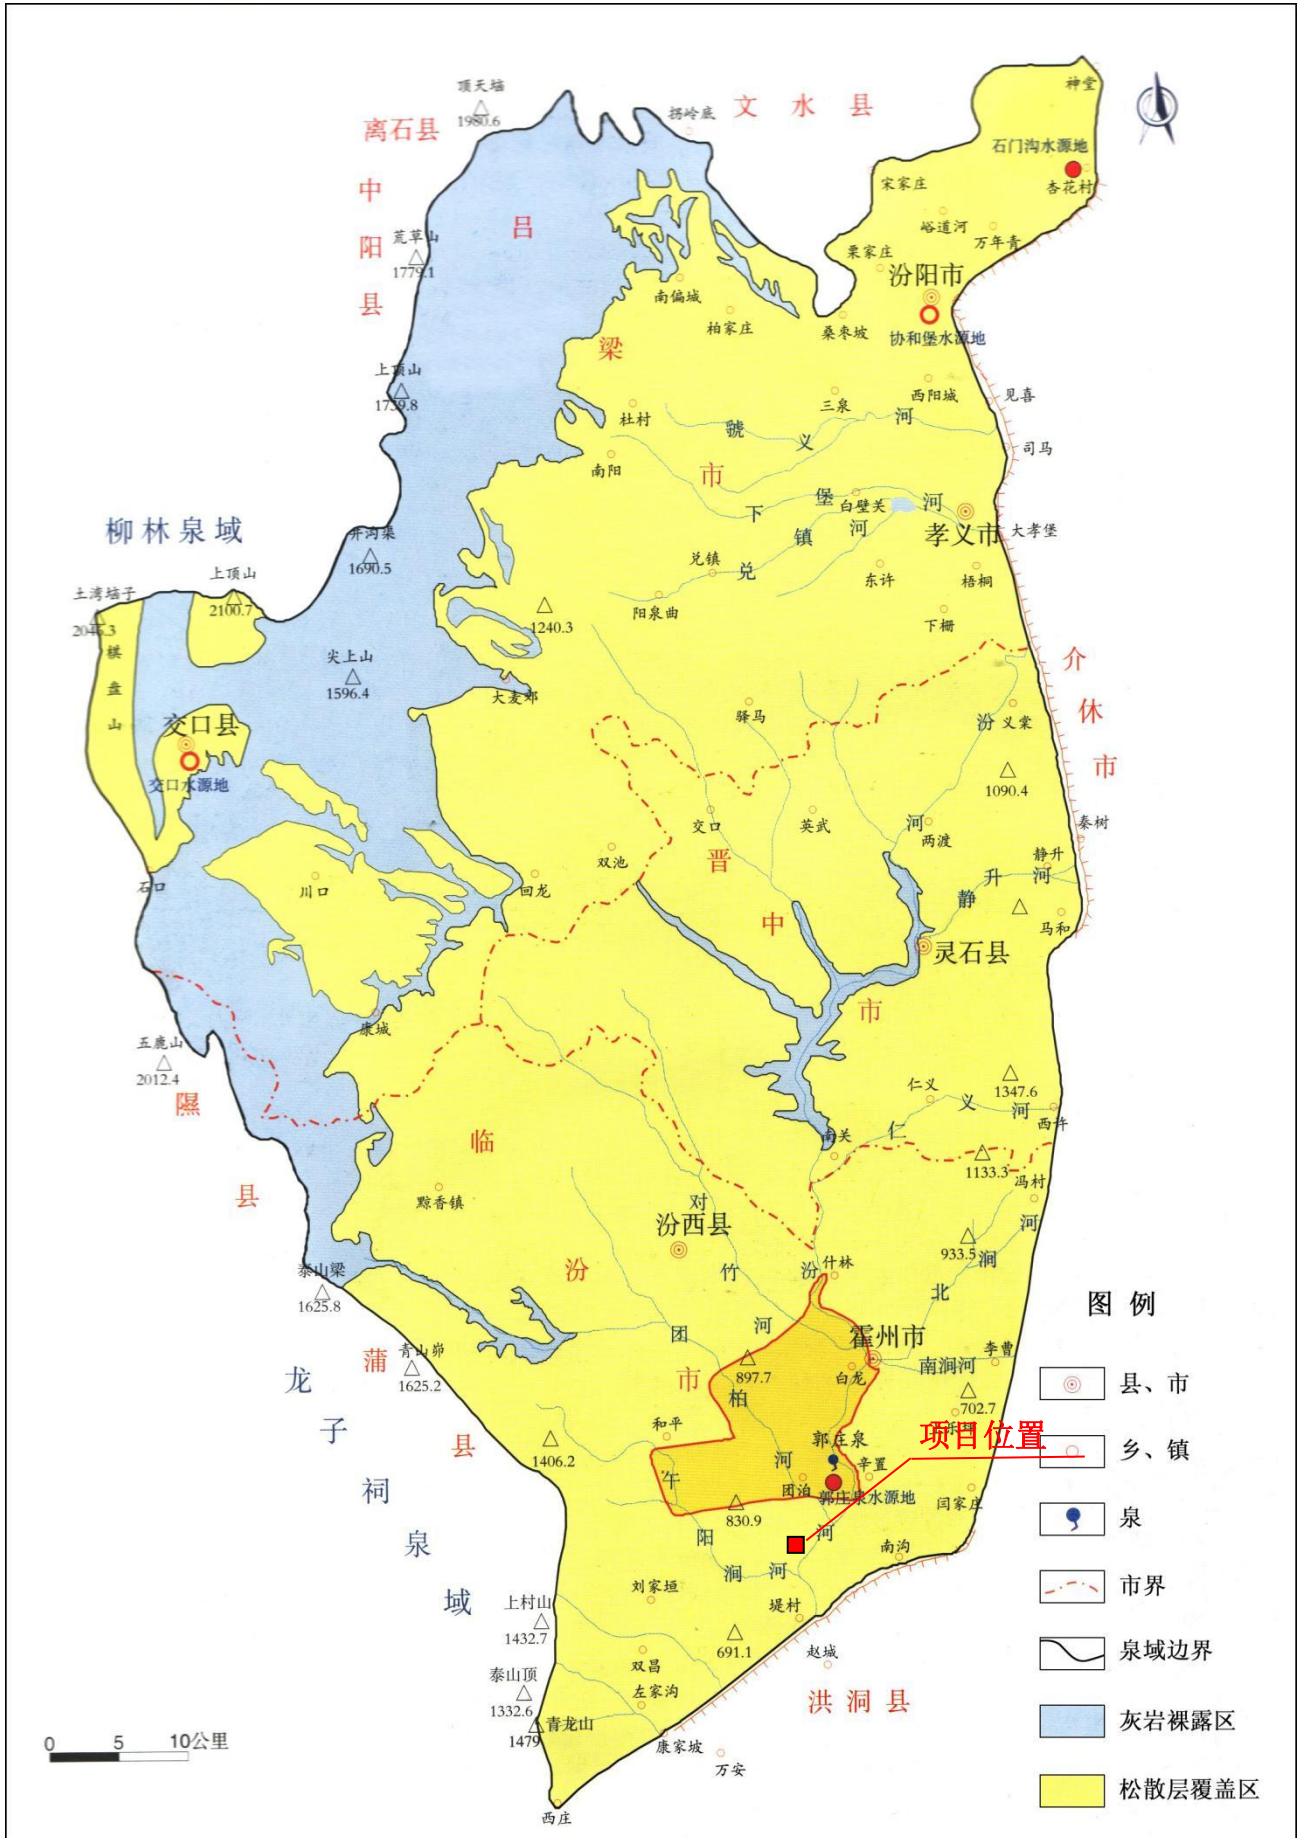 顶天垴
1980.6
拐岭底
文水县
神堂
离石县
石门沟水源地
杏花村
宋家庄
中阳县
吕梁市
荒草山
1779.1
峪道河
万年青
栗家庄
汾阳市
南偏城
柏家庄
桑枣坡
协和堡水源地
上顶山
1739.8
西阳城
见喜
三泉
杜村
虢义河
司马
南阳
下堡河
白壁关
柳林泉域
孝义市
大孝堡
井沟渠
1690.5
兑镇河
兑镇
东许
梧桐
上顶山
2100.7
土湾垴子
2045.3
阳泉曲
下栅
1240.3
棋盘山
尖上山
1596.4
介休市
大麦郊
驿马
汾河
义棠
交口县
交口水源地
1090.4
交口
英武
两渡
秦树
双池
晋中市
静升
静升河
石口
川口
回龙
马和
灵石县
康城
五鹿山
2012.4
隰县
仁义
1347.6
仁义河
西许
南关
临汾市
1133.3
冯村
黥香镇
对竹河
汾西县
933.5
北涧河
什林
汾河
泰山梁
1625.8
图 例
团柏河
霍州市
李曹
南涧河
青山峁
1625.2
蒲县
897.7
白龙
县、市
702.7
龙子祠泉域
和平
郭庄泉
项目位置
乡、镇
1406.2
辛置
团泊
郭庄泉水源地
闫家庄
830.9
泉
午阳涧河
南沟
刘家垣
市界
上村山
1432.7
堤村
691.1
赵城
泉域边界
双昌
泰山顶
1332.6
左家沟
洪洞县
灰岩裸露区
青龙山
1479
0 5 10公里
康家坡
万安
松散层覆盖区
西庄